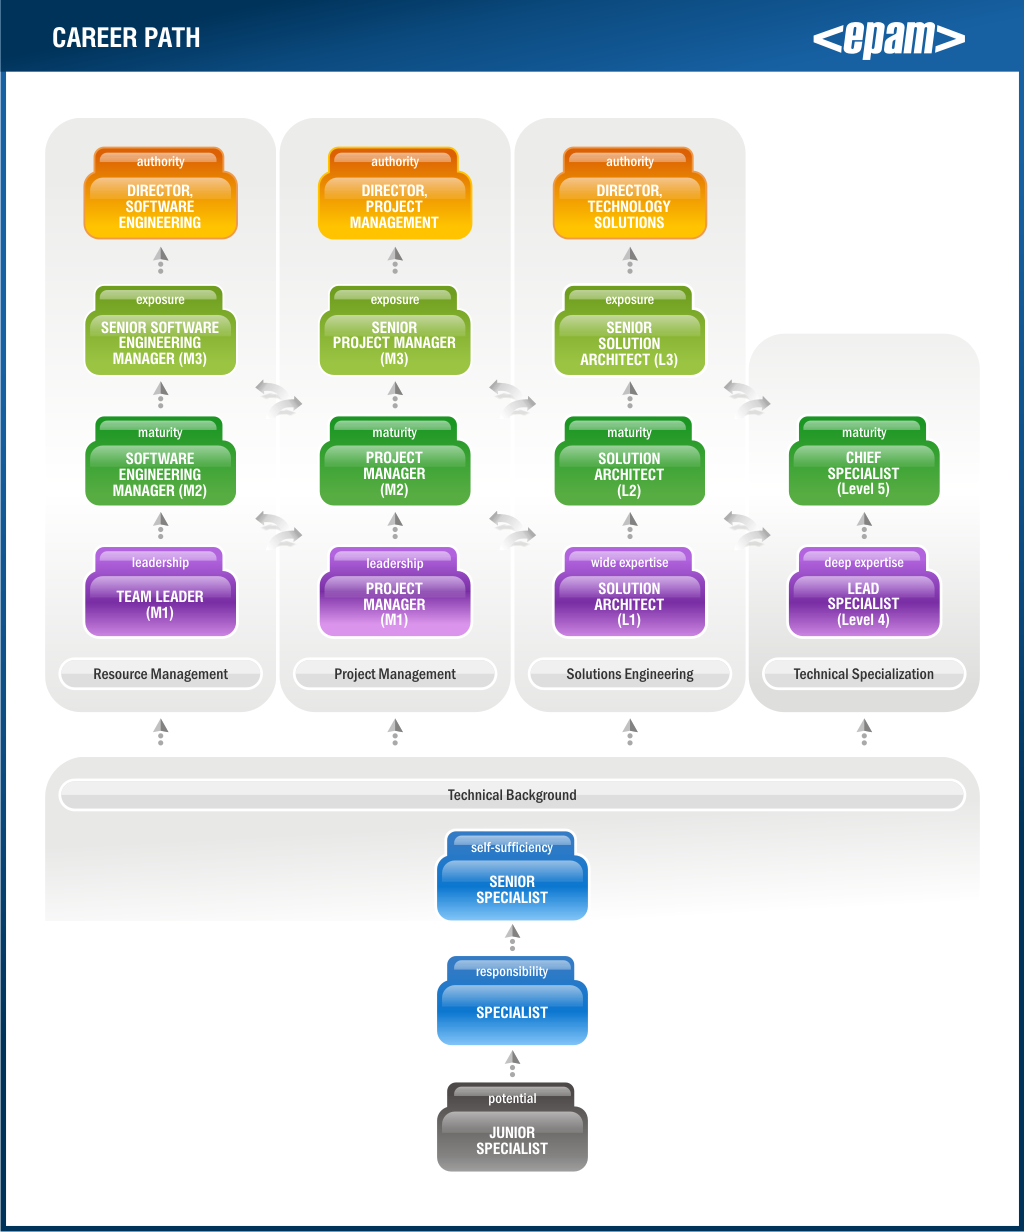 CAREER PATH
<epam>
authority
DIRECTOR,
SOFTWARE
ENGINEERING
authority
DIRECTOR,
PROJECT
MANAGEMENT
authority
DIRECTOR,
TECHNOLOGY
SOLUTIONS
exposure
SENIOR SOFTWARE
ENGINEERING
MANAGER (M3)
exposure
SENIOR
PROJECT MANAGER
(M3)
exposure
SENIOR
SOLUTION
ARCHITECT (L3)
maturity
SOFTWARE
ENGINEERING
MANAGER (M2)
maturity
PROJECT
MANAGER
(M2)
maturity
SOLUTION
ARCHITECT
(L2)
maturity
CHIEF
SPECIALIST
(Level 5)
leadership
TEAM LEADER
(M1)
leadership
PROJECT
MANAGER
(M1)
wide expertise
SOLUTION
ARCHITECT
(L1)
deep expertise
LEAD
SPECIALIST
(Level 4)
Resource Management
Project Management
Solutions Engineering
Technical Specialization
Technical Background
self-sufficiency
SENIOR
SPECIALIST
responsibility
SPECIALIST
potential
JUNIOR
SPECIALIST